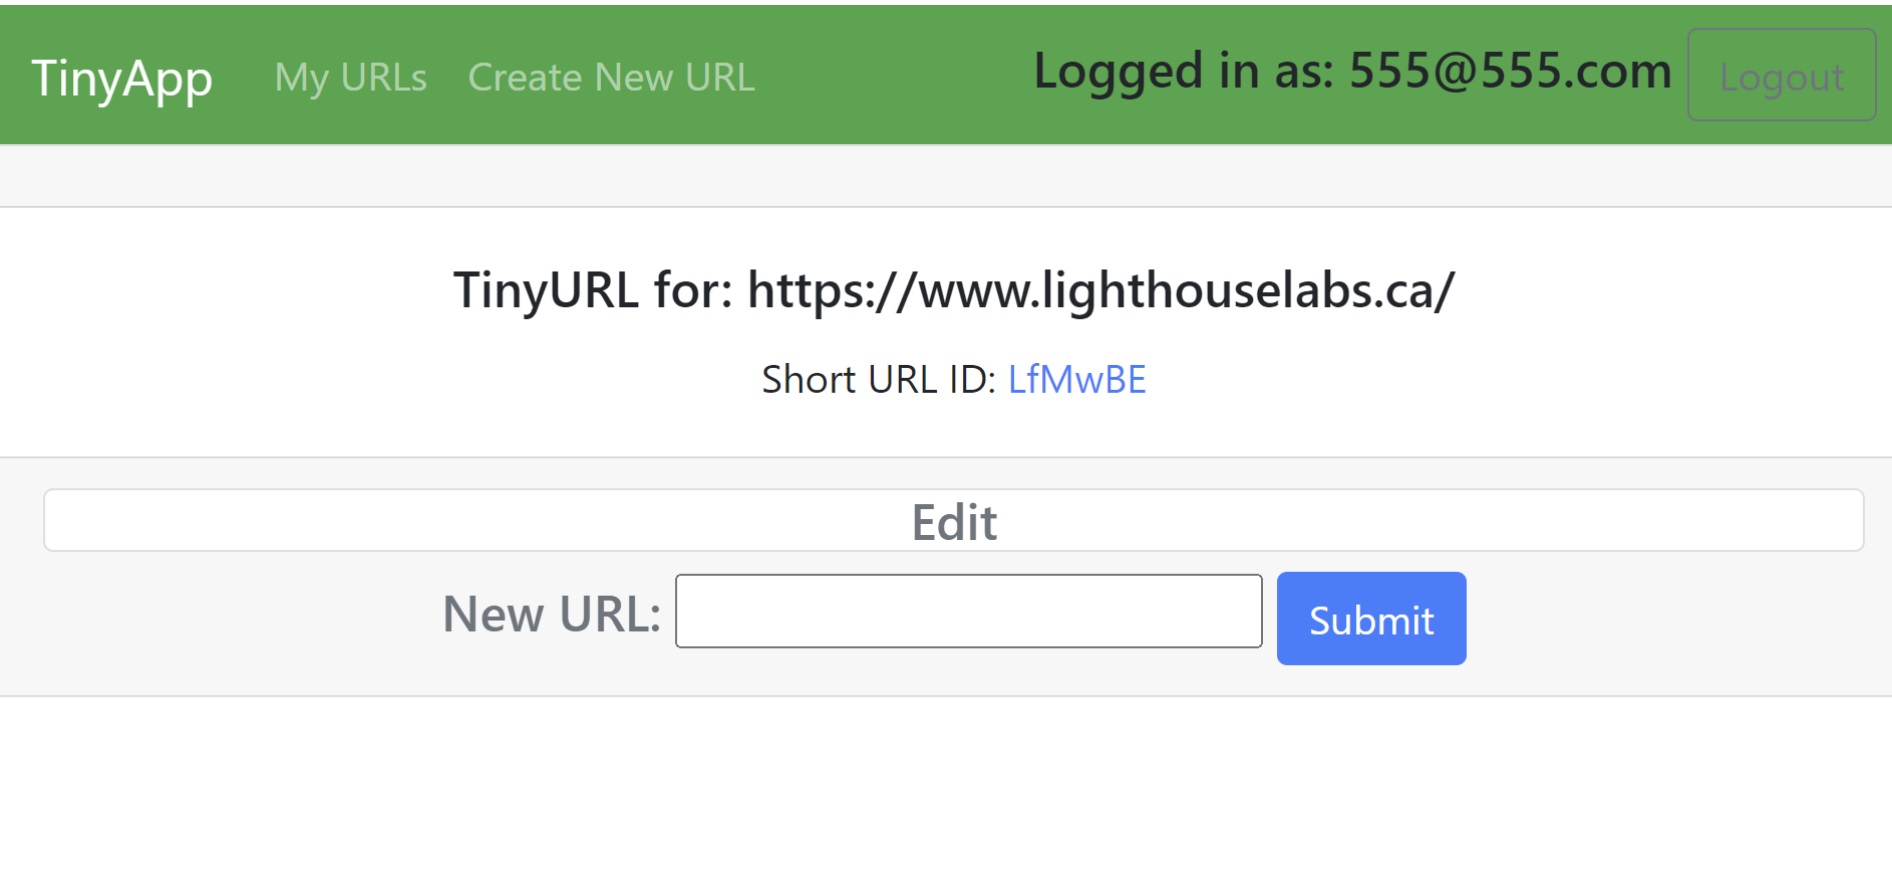 TinyApp My URLs Create New URL Logged in as: 555@555.com Logout
TinyURL for: https://www.lighthouselabs.ca/
Short URL ID: LfMwBE
Edit
New URL: Submit